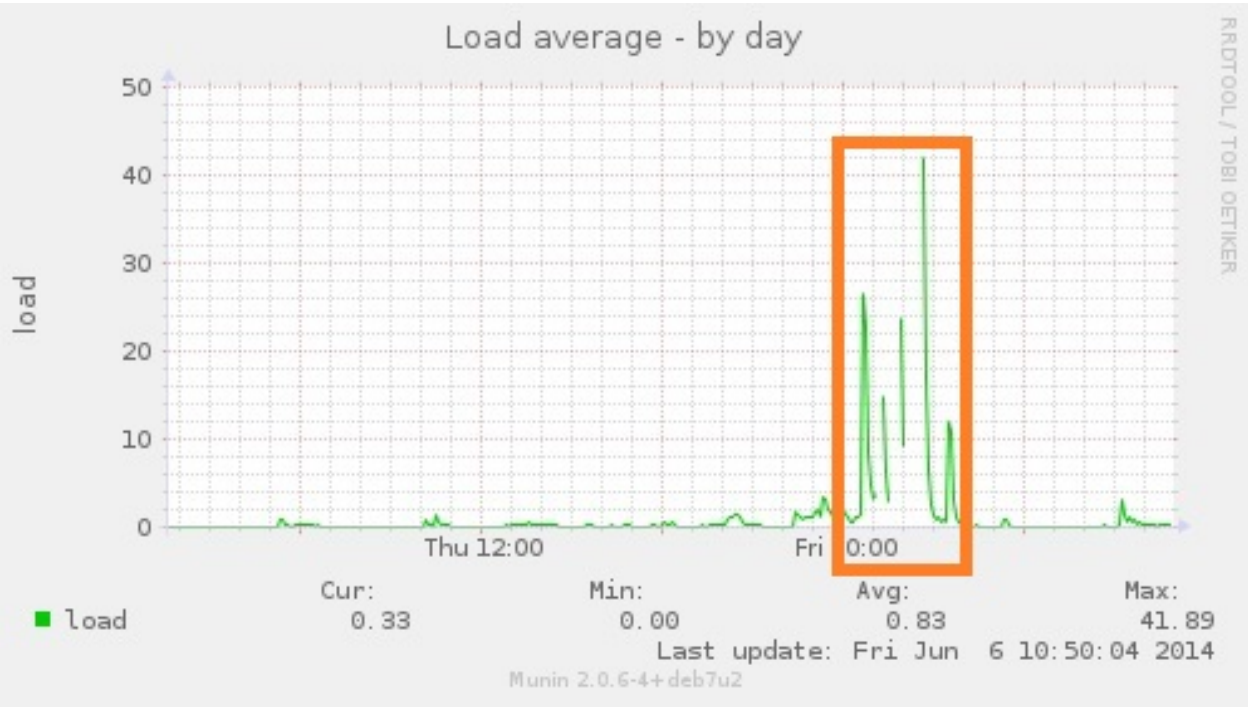 Load average - by day
RRDTOOL / TOBI OETIKER
load
50
40
30
20
10
0
Thu 12:00
Fri 0:00
Cur: Min: Avg: Max:
load 0.33 0.00 0.83 41.89
Last update: Fri Jun 6 10:50:04 2014
Munin 2.0.6-4+deb7u2